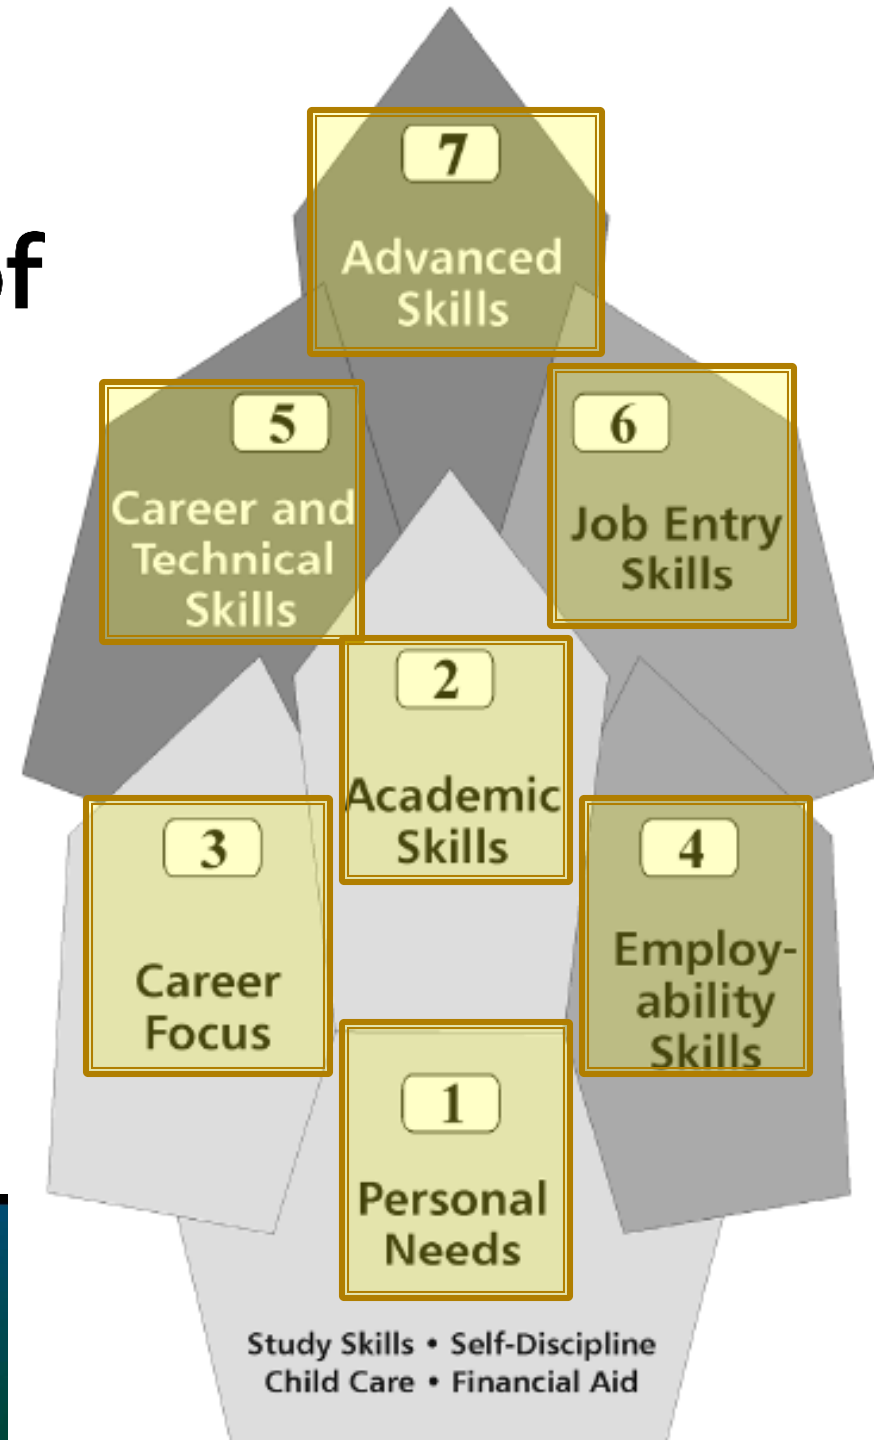 of
7
Advanced
Skills
5
Career and
Technical
Skills
6
Job Entry
Skills
2
Academic
Skills
3
Career
Focus
4
Employ-
ability
Skills
1
Personal
Needs
Study Skills • Self-Discipline
Child Care • Financial Aid